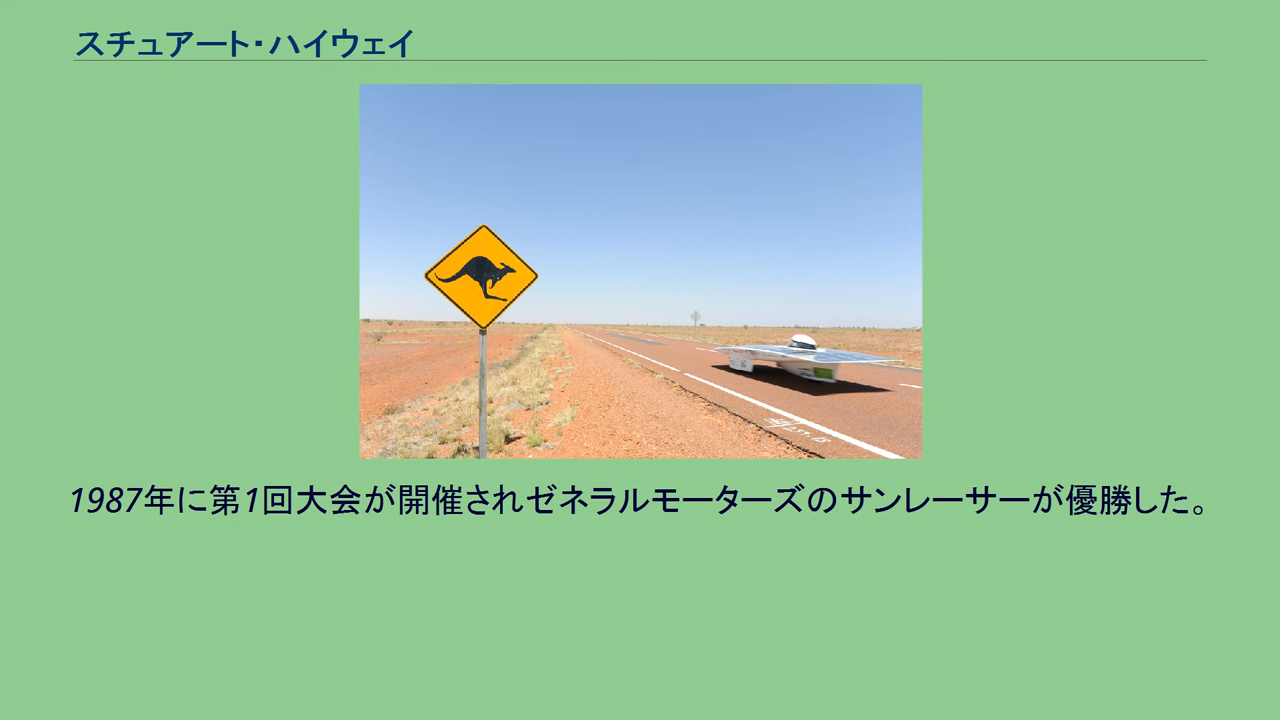 スチュアート・ハイウェイ
1987年に第1回大会が開催されゼネラルモーターズのサンレーサーが優勝した。